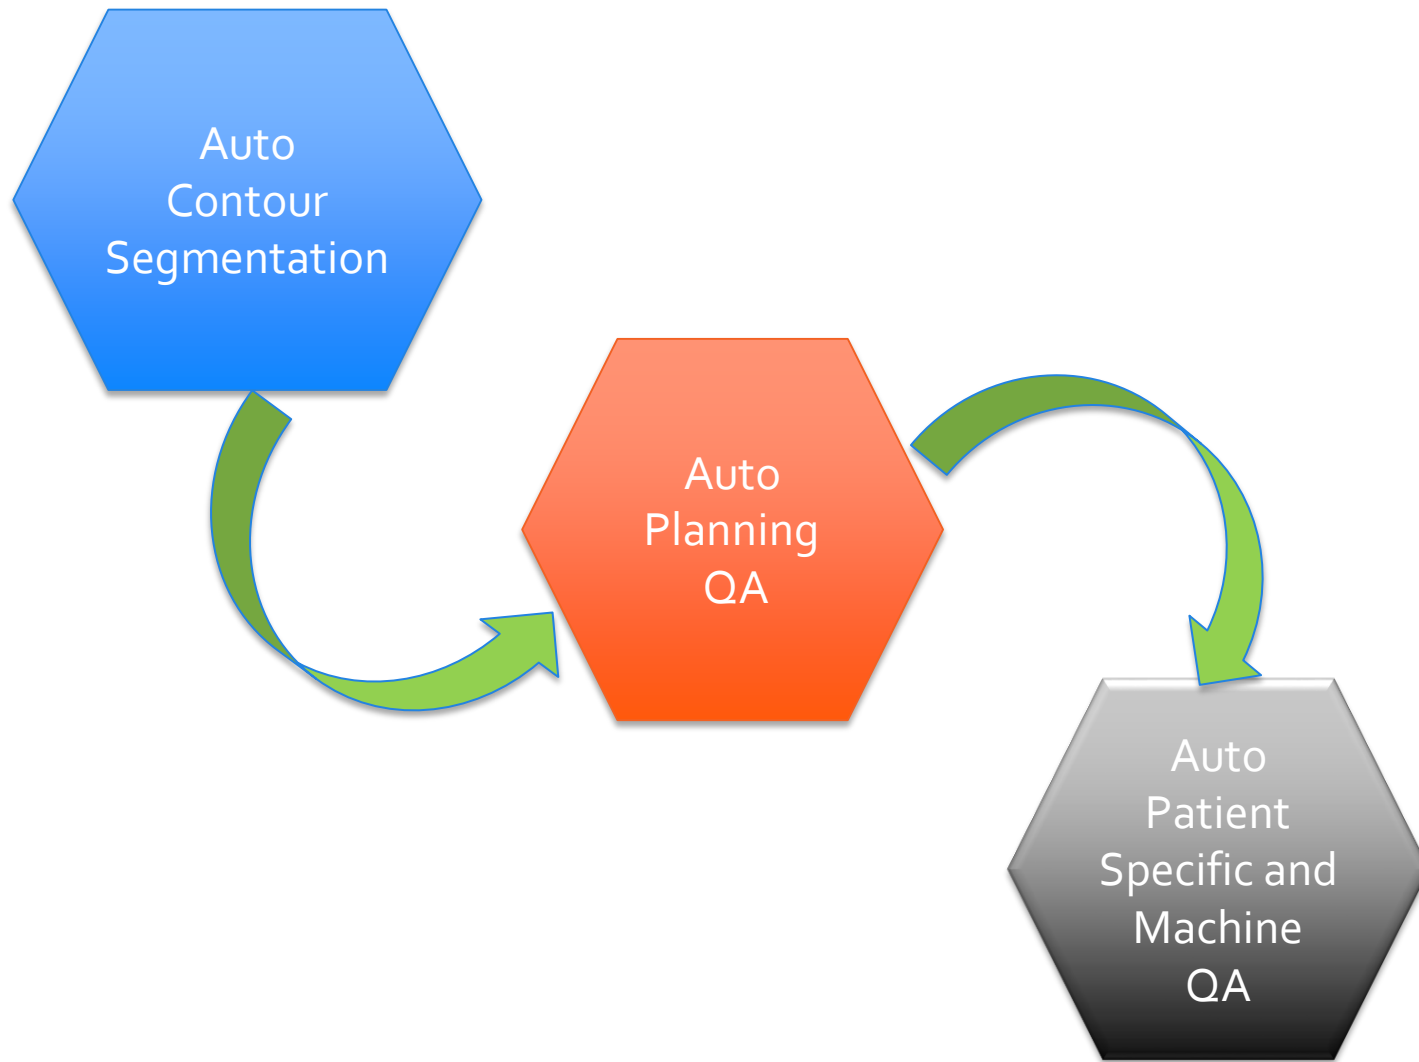 Auto
Contour
Segmentation
Auto
Planning
QA
Auto
Patient
Specific and
Machine
QA